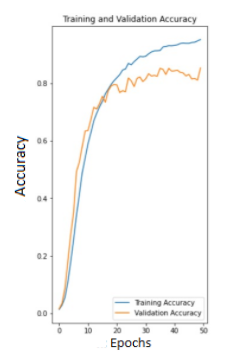 Training and Validation Accuracy
Accuracy
0.8
0.6
0.4
0.2
0.0
Training Accuracy
Validation Accuracy
0 10 20 30 40 50
Epochs